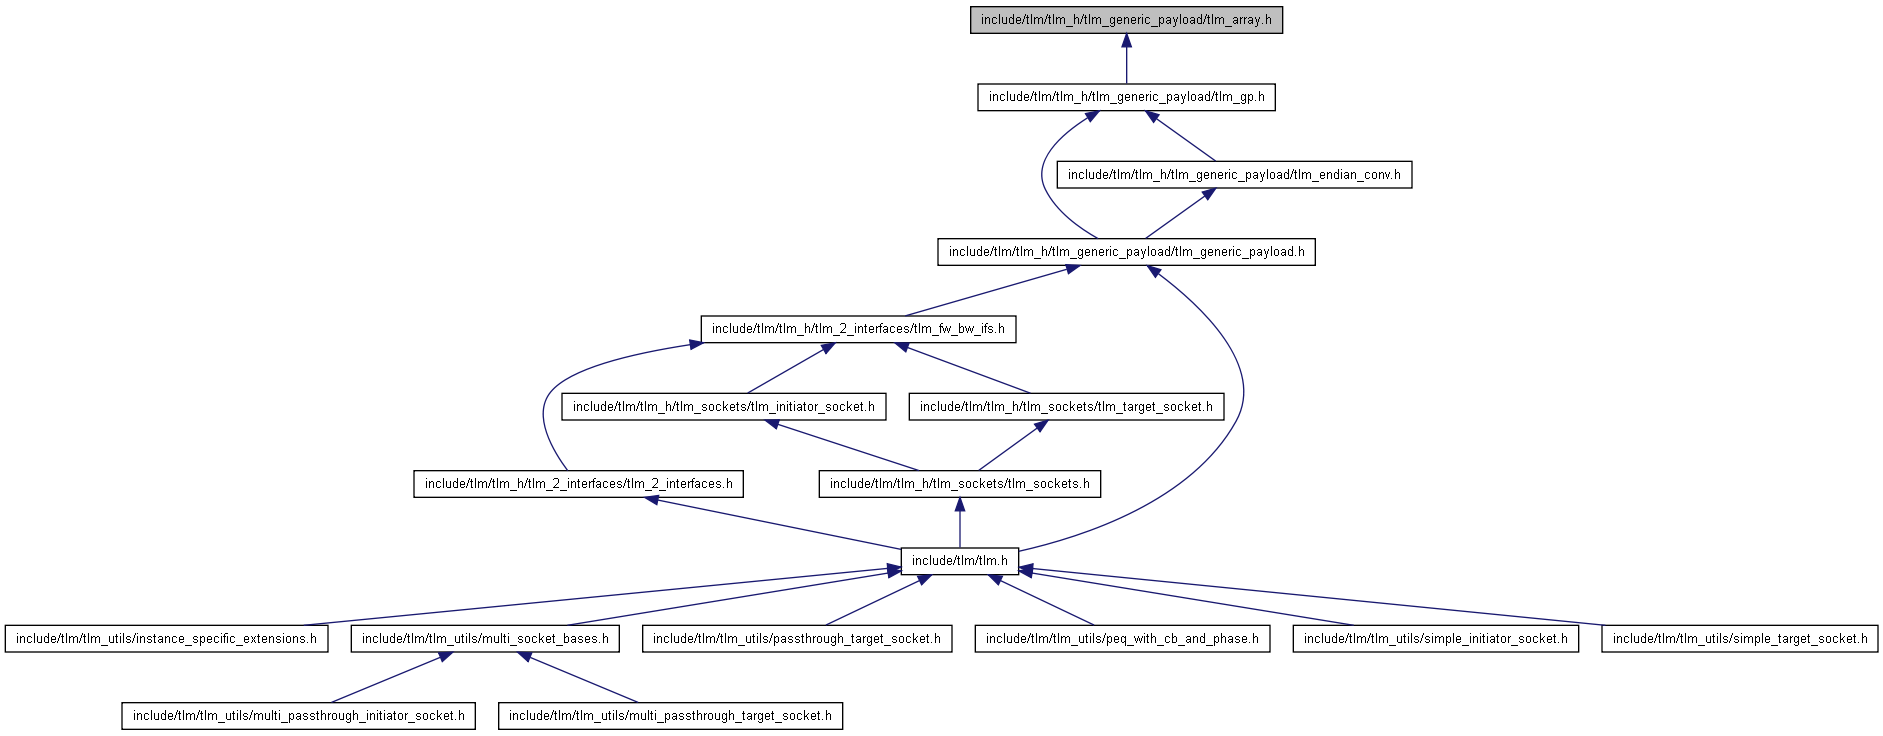 include/tlm/tlm_h/tlm_generic_payload/tlm_array.h
include/tlm/tlm_h/tlm_generic_payload/tlm_gp.h
include/tlm/tlm_h/tlm_generic_payload/tlm_endian_conv.h
include/tlm/tlm_h/tlm_generic_payload/tlm_generic_payload.h
include/tlm/tlm_h/tlm_2_interfaces/tlm_fw_bw_ifs.h
include/tlm/tlm_h/tlm_sockets/tlm_initiator_socket.h
include/tlm/tlm_h/tlm_sockets/tlm_target_socket.h
include/tlm/tlm_h/tlm_2_interfaces/tlm_2_interfaces.h
include/tlm/tlm_h/tlm_sockets/tlm_sockets.h
include/tlm/tlm.h
include/tlm/tlm_utils/instance_specific_extensions.h
include/tlm/tlm_utils/multi_socket_bases.h
include/tlm/tlm_utils/passthrough_target_socket.h
include/tlm/tlm_utils/peq_with_cb_and_phase.h
include/tlm/tlm_utils/simple_initiator_socket.h
include/tlm/tlm_utils/simple_target_socket.h
include/tlm/tlm_utils/multi_passthrough_initiator_socket.h
include/tlm/tlm_utils/multi_passthrough_target_socket.h